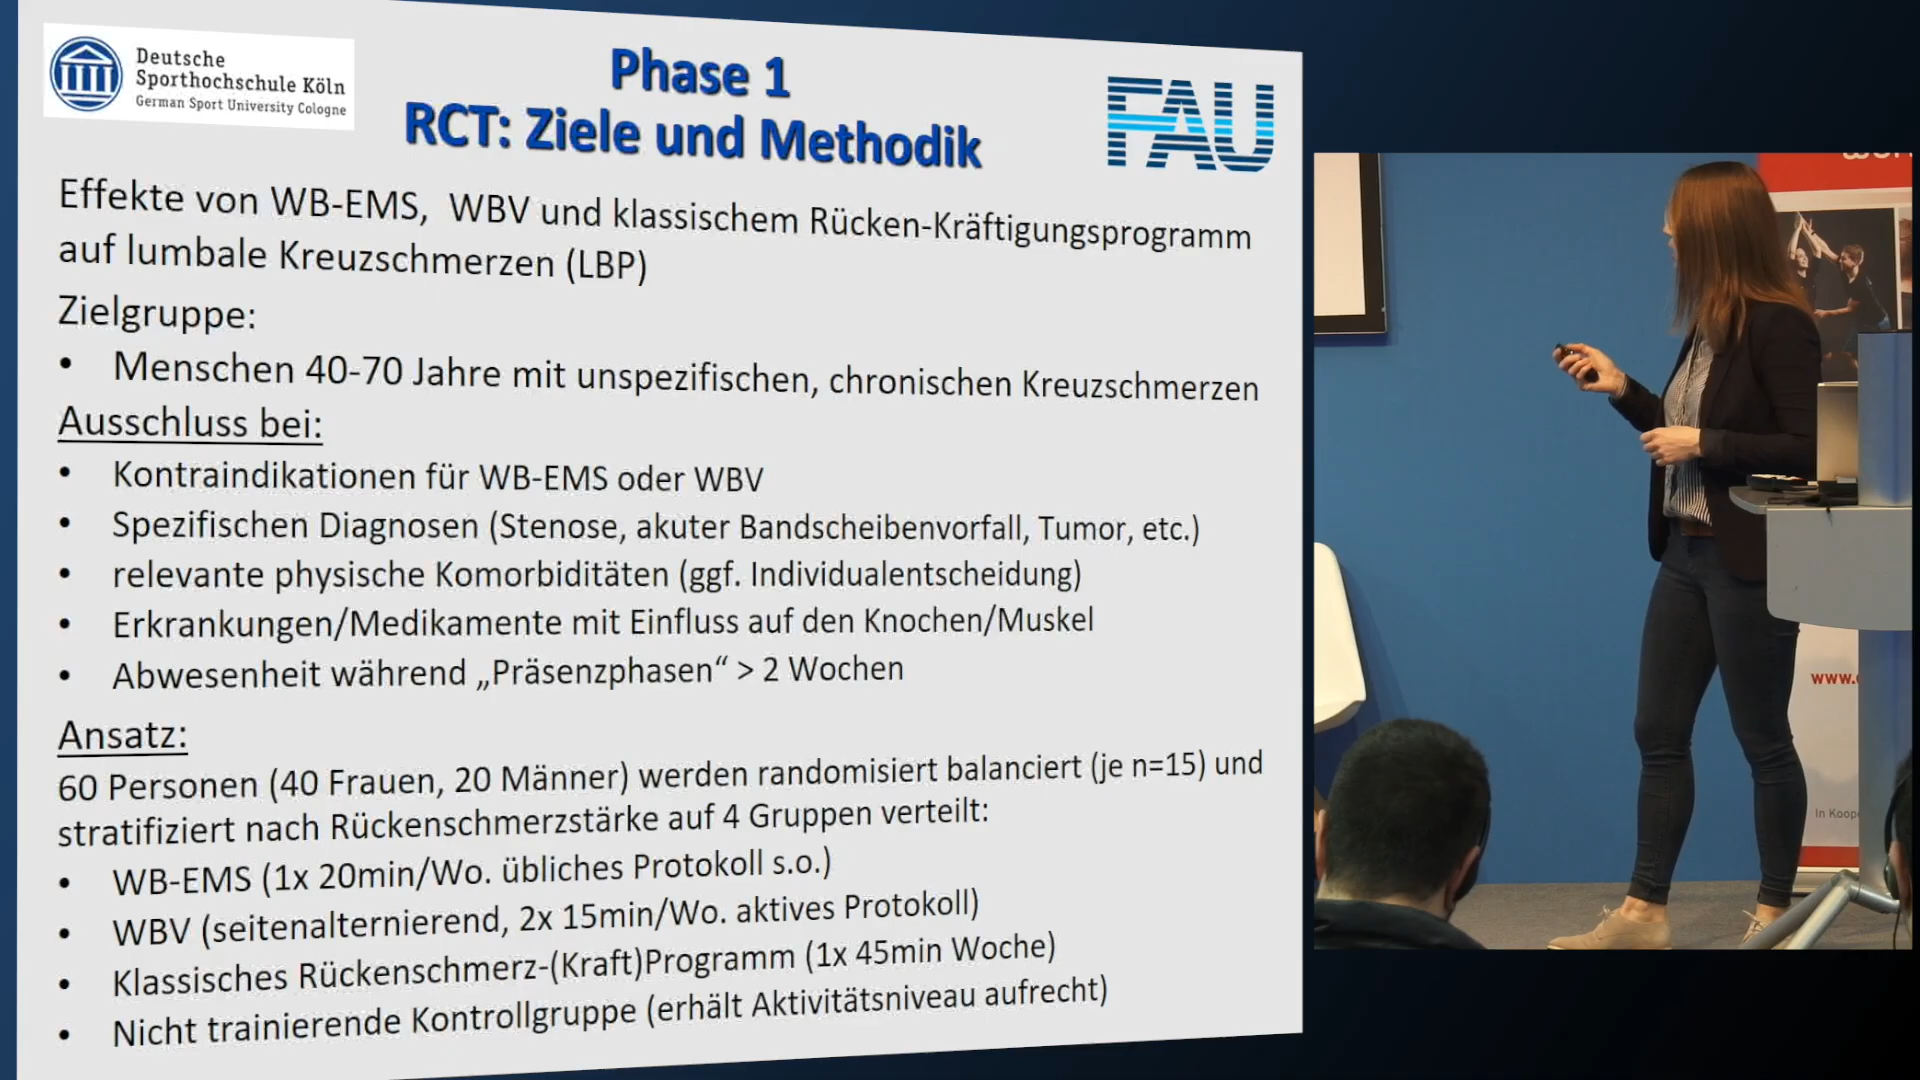 Deutsche
Sporthochschule Köln
German Sport University Cologne
Phase 1
RCT: Ziele und Methodik
FAU
Effekte von WB-EMS, WBV und klassischem Rücken-Kräftigungsprogramm
auf lumbale Kreuzschmerzen (LBP)
Zielgruppe:
• Menschen 40-70 Jahre mit unspezifischen, chronischen Kreuzschmerzen
Ausschluss bei:
• Kontraindikationen für WB-EMS oder WBV
• Spezifischen Diagnosen (Stenose, akuter Bandscheibenvorfall, Tumor, etc.)
• relevante physische Komorbiditäten (ggf. Individualentscheidung)
• Erkrankungen/Medikamente mit Einfluss auf den Knochen/Muskel
• Abwesenheit während „Präsenzphasen“ > 2 Wochen
Ansatz:
60 Personen (40 Frauen, 20 Männer) werden randomisiert balanciert (je n=15) und
stratifiziert nach Rückenschmerzstärke auf 4 Gruppen verteilt:
• WB-EMS (1x 20min/Wo. übliches Protokoll s.o.)
• WBV (seitenalternierend, 2x 15min/Wo. aktives Protokoll)
• Klassisches Rückenschmerz-(Kraft)Programm (1x 45min Woche)
• Nicht trainierende Kontrollgruppe (erhält Aktivitätsniveau aufrecht)
www.
In Koop